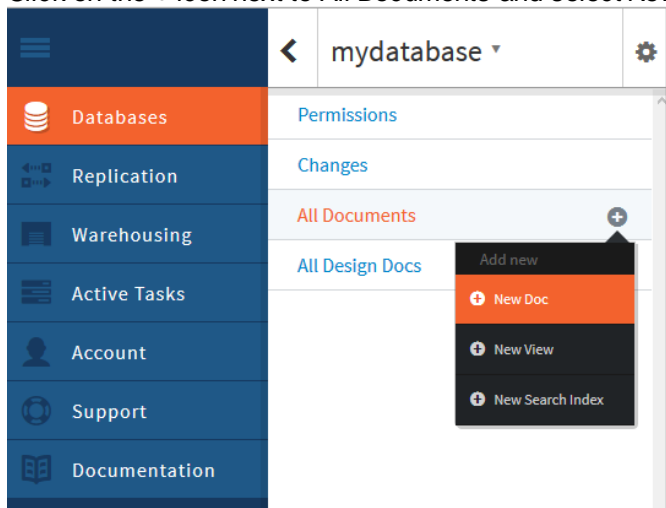 mydatabase
Databases
Permissions
Replication
Changes
Warehousing
All Documents
All Design Docs
Add new
Active Tasks
New Doc
Account
New View
Support
New Search Index
Documentation